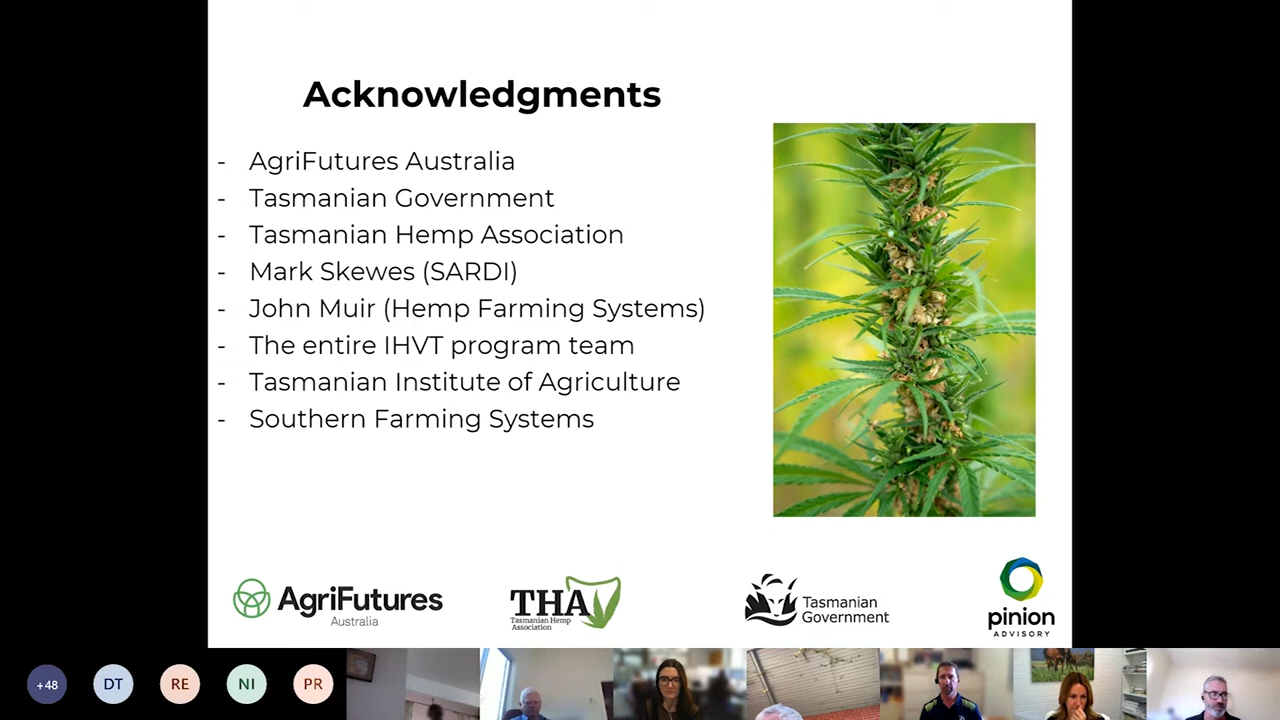 Acknowledgments
- AgriFutures Australia
- Tasmanian Government
- Tasmanian Hemp Association
- Mark Skewes (SARDI)
- John Muir (Hemp Farming Systems)
- The entire IHVT program team
- Tasmanian Institute of Agriculture
- Southern Farming Systems
AgriFutures
Australia
THA
Tasmanian Hemp
Association
Tasmanian
Government
pinion
ADVISORY
+48
DT
RE
NI
PR